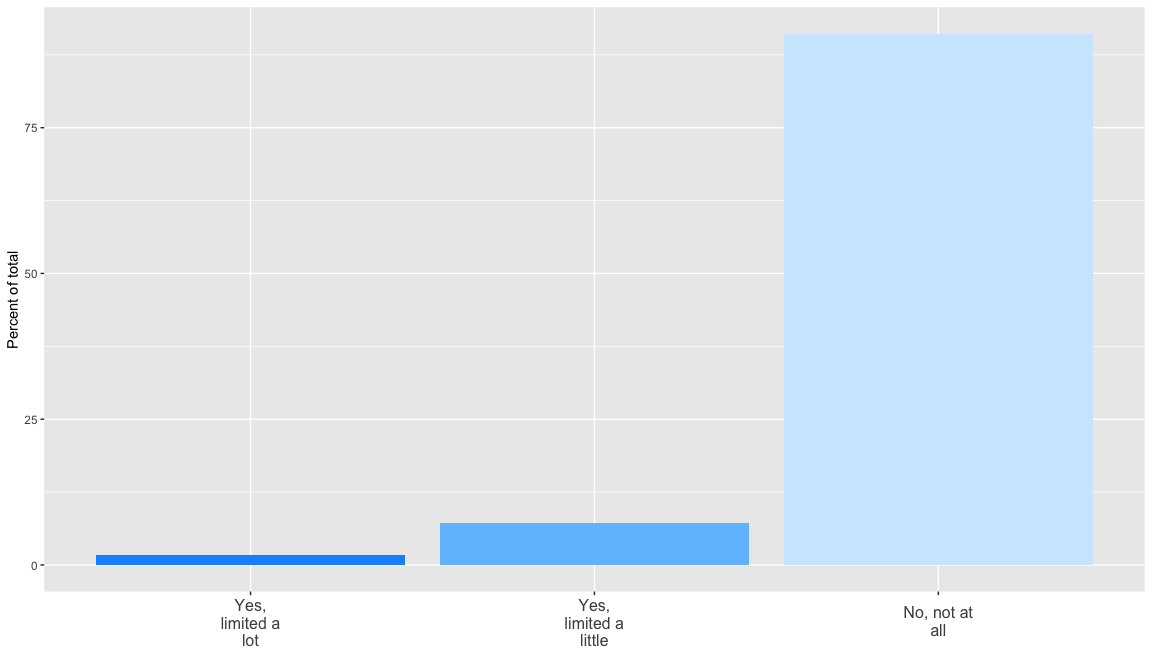 Percent of total
75
50
25
0
Yes,
limited a
lot
Yes,
limited a
little
No, not at
all